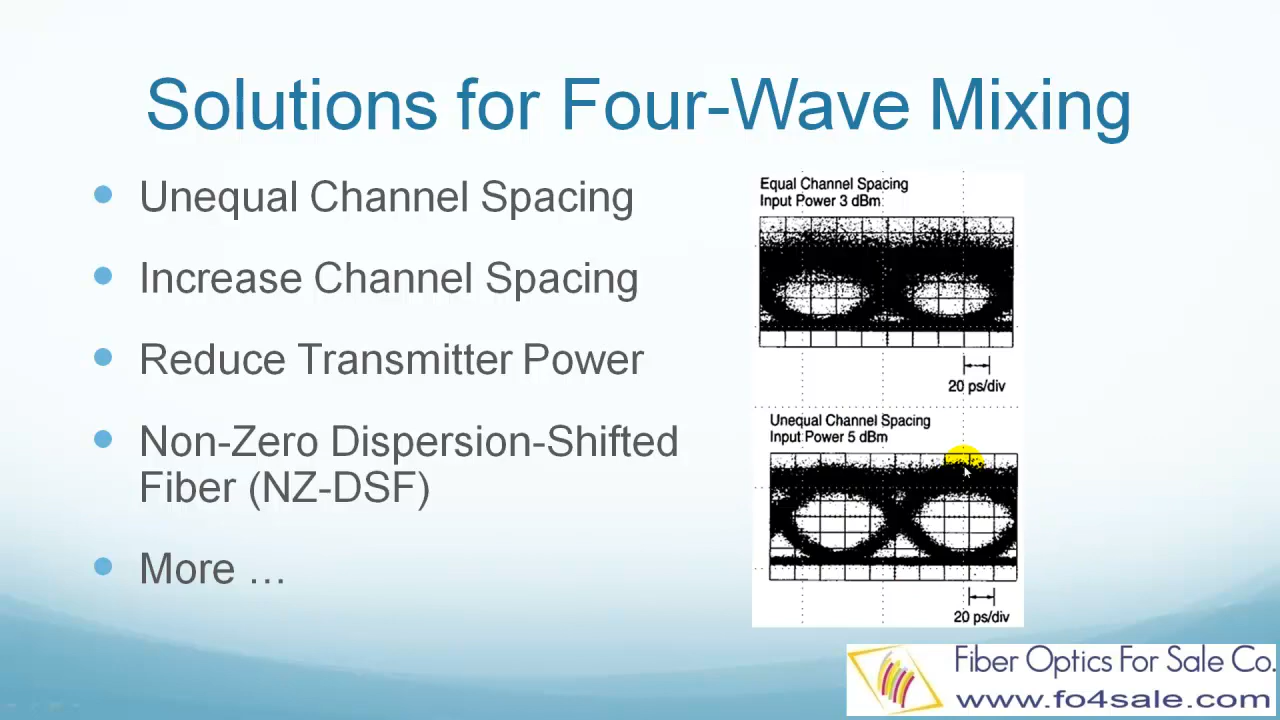 Solutions for Four-Wave Mixing
Unequal Channel Spacing
Increase Channel Spacing
Reduce Transmitter Power
Non-Zero Dispersion-Shifted
Fiber (NZ-DSF)
More …
Equal Channel Spacing
Input Power 3 dBm
20 ps/div
Unequal Channel Spacing
Input Power 5 dBm
20 ps/div
Fiber Optics For Sale Co.
www.fo4sale.com